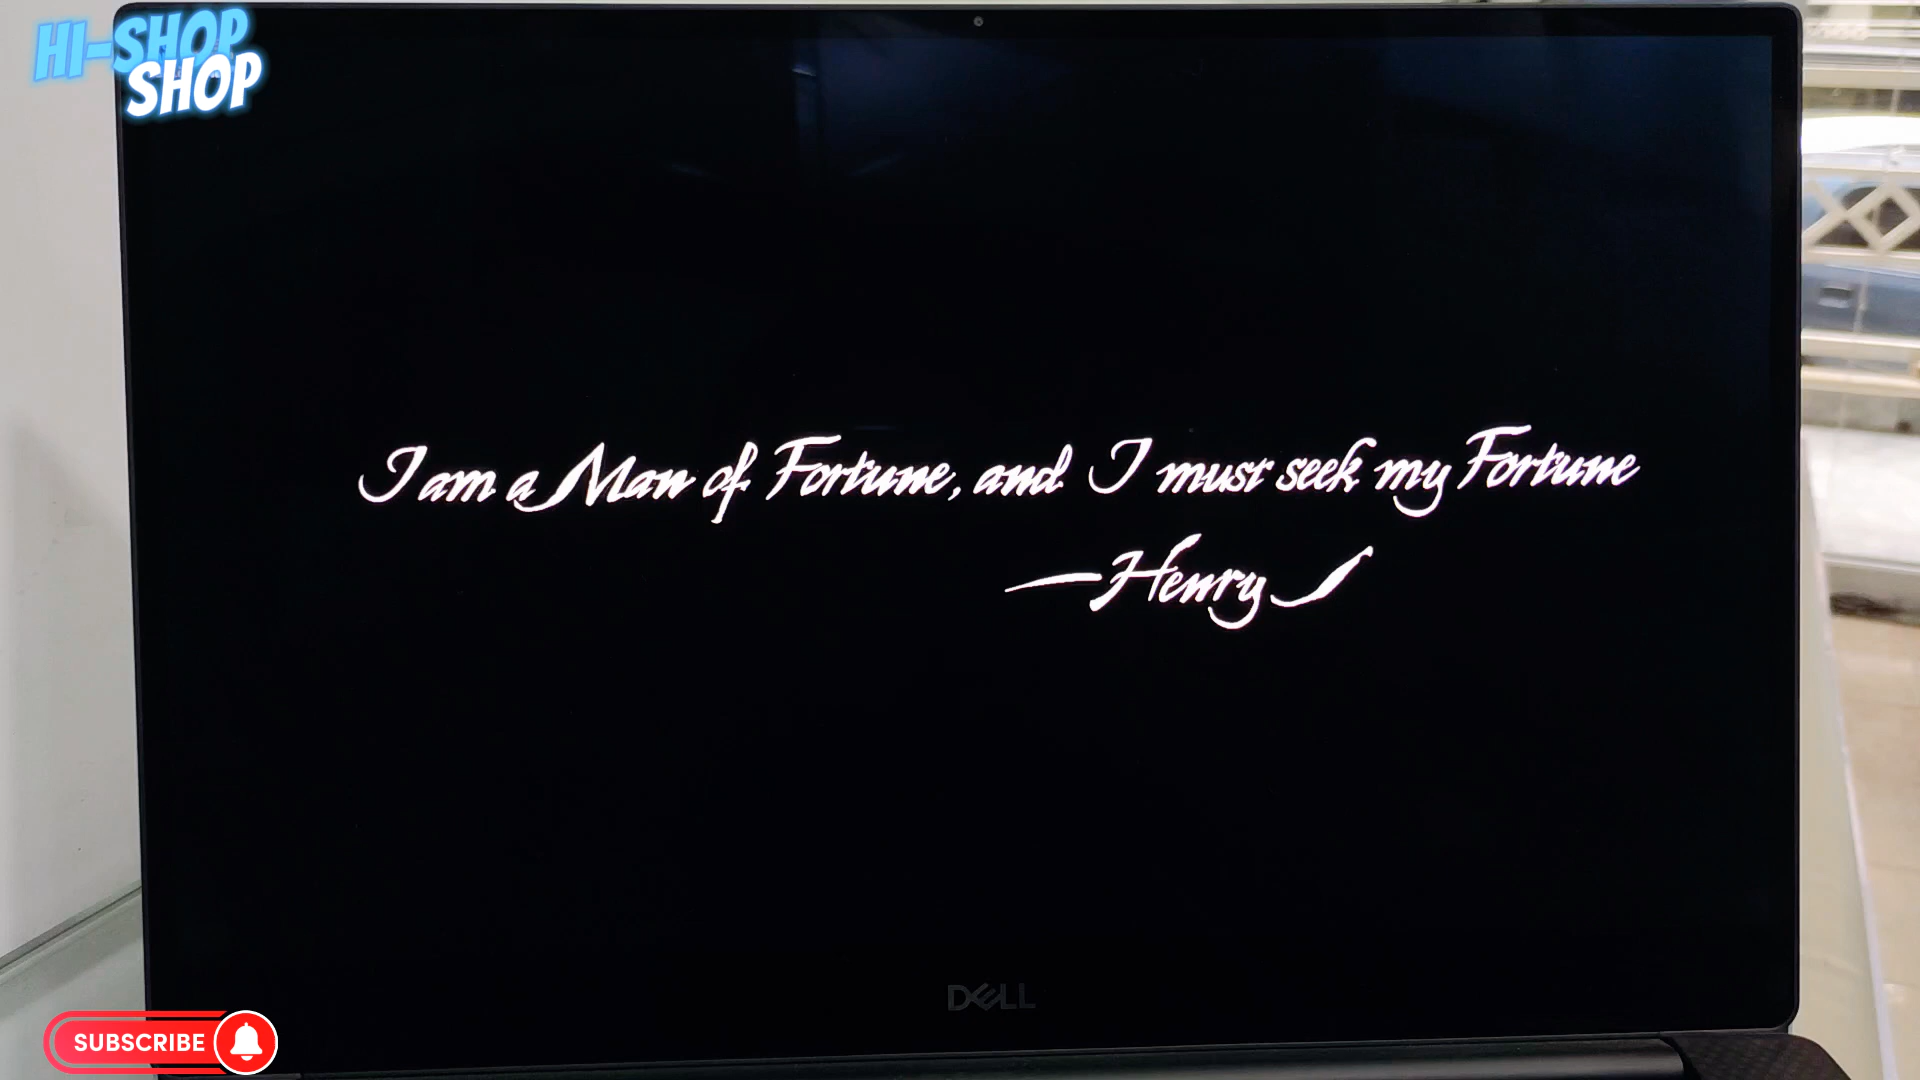 HI-SHOP
SHOP
I am a Man of Fortune, and I must seek my Fortune
—Henry
DELL
SUBSCRIBE